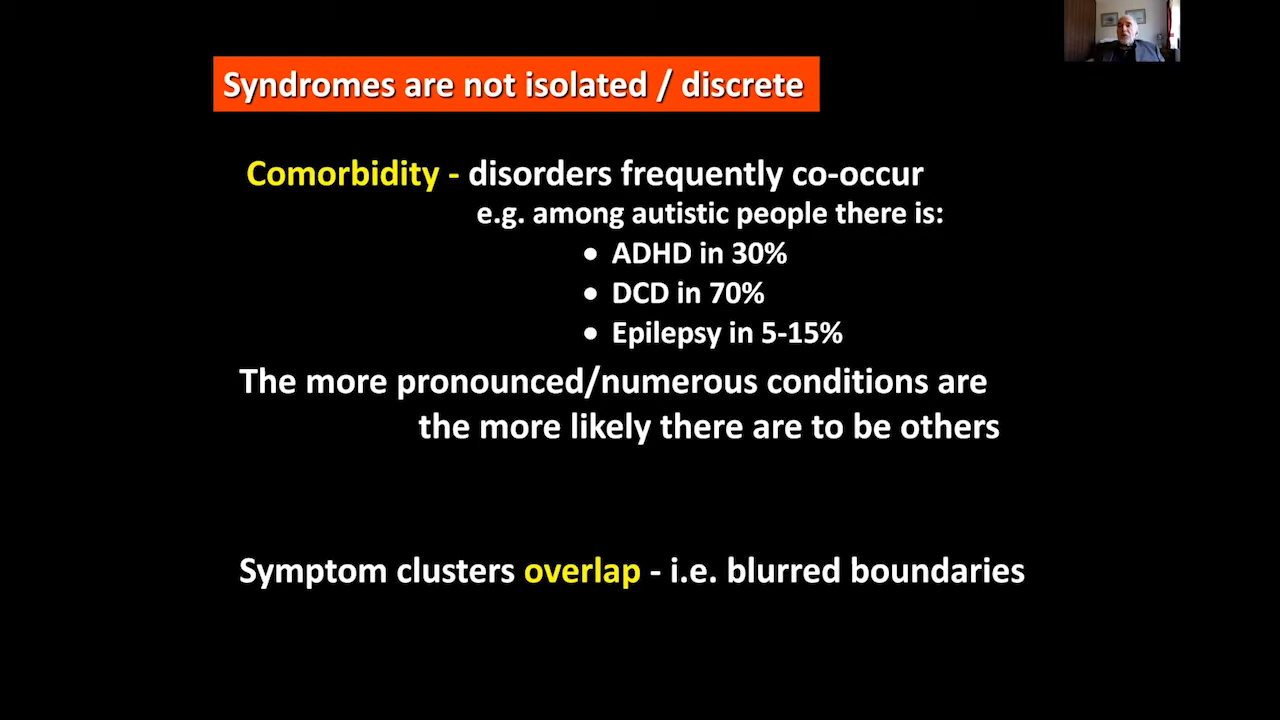 Syndromes are not isolated / discrete
Comorbidity - disorders frequently co-occur
e.g. among autistic people there is:
• ADHD in 30%
• DCD in 70%
• Epilepsy in 5-15%
The more pronounced/numerous conditions are
the more likely there are to be others
Symptom clusters overlap - i.e. blurred boundaries